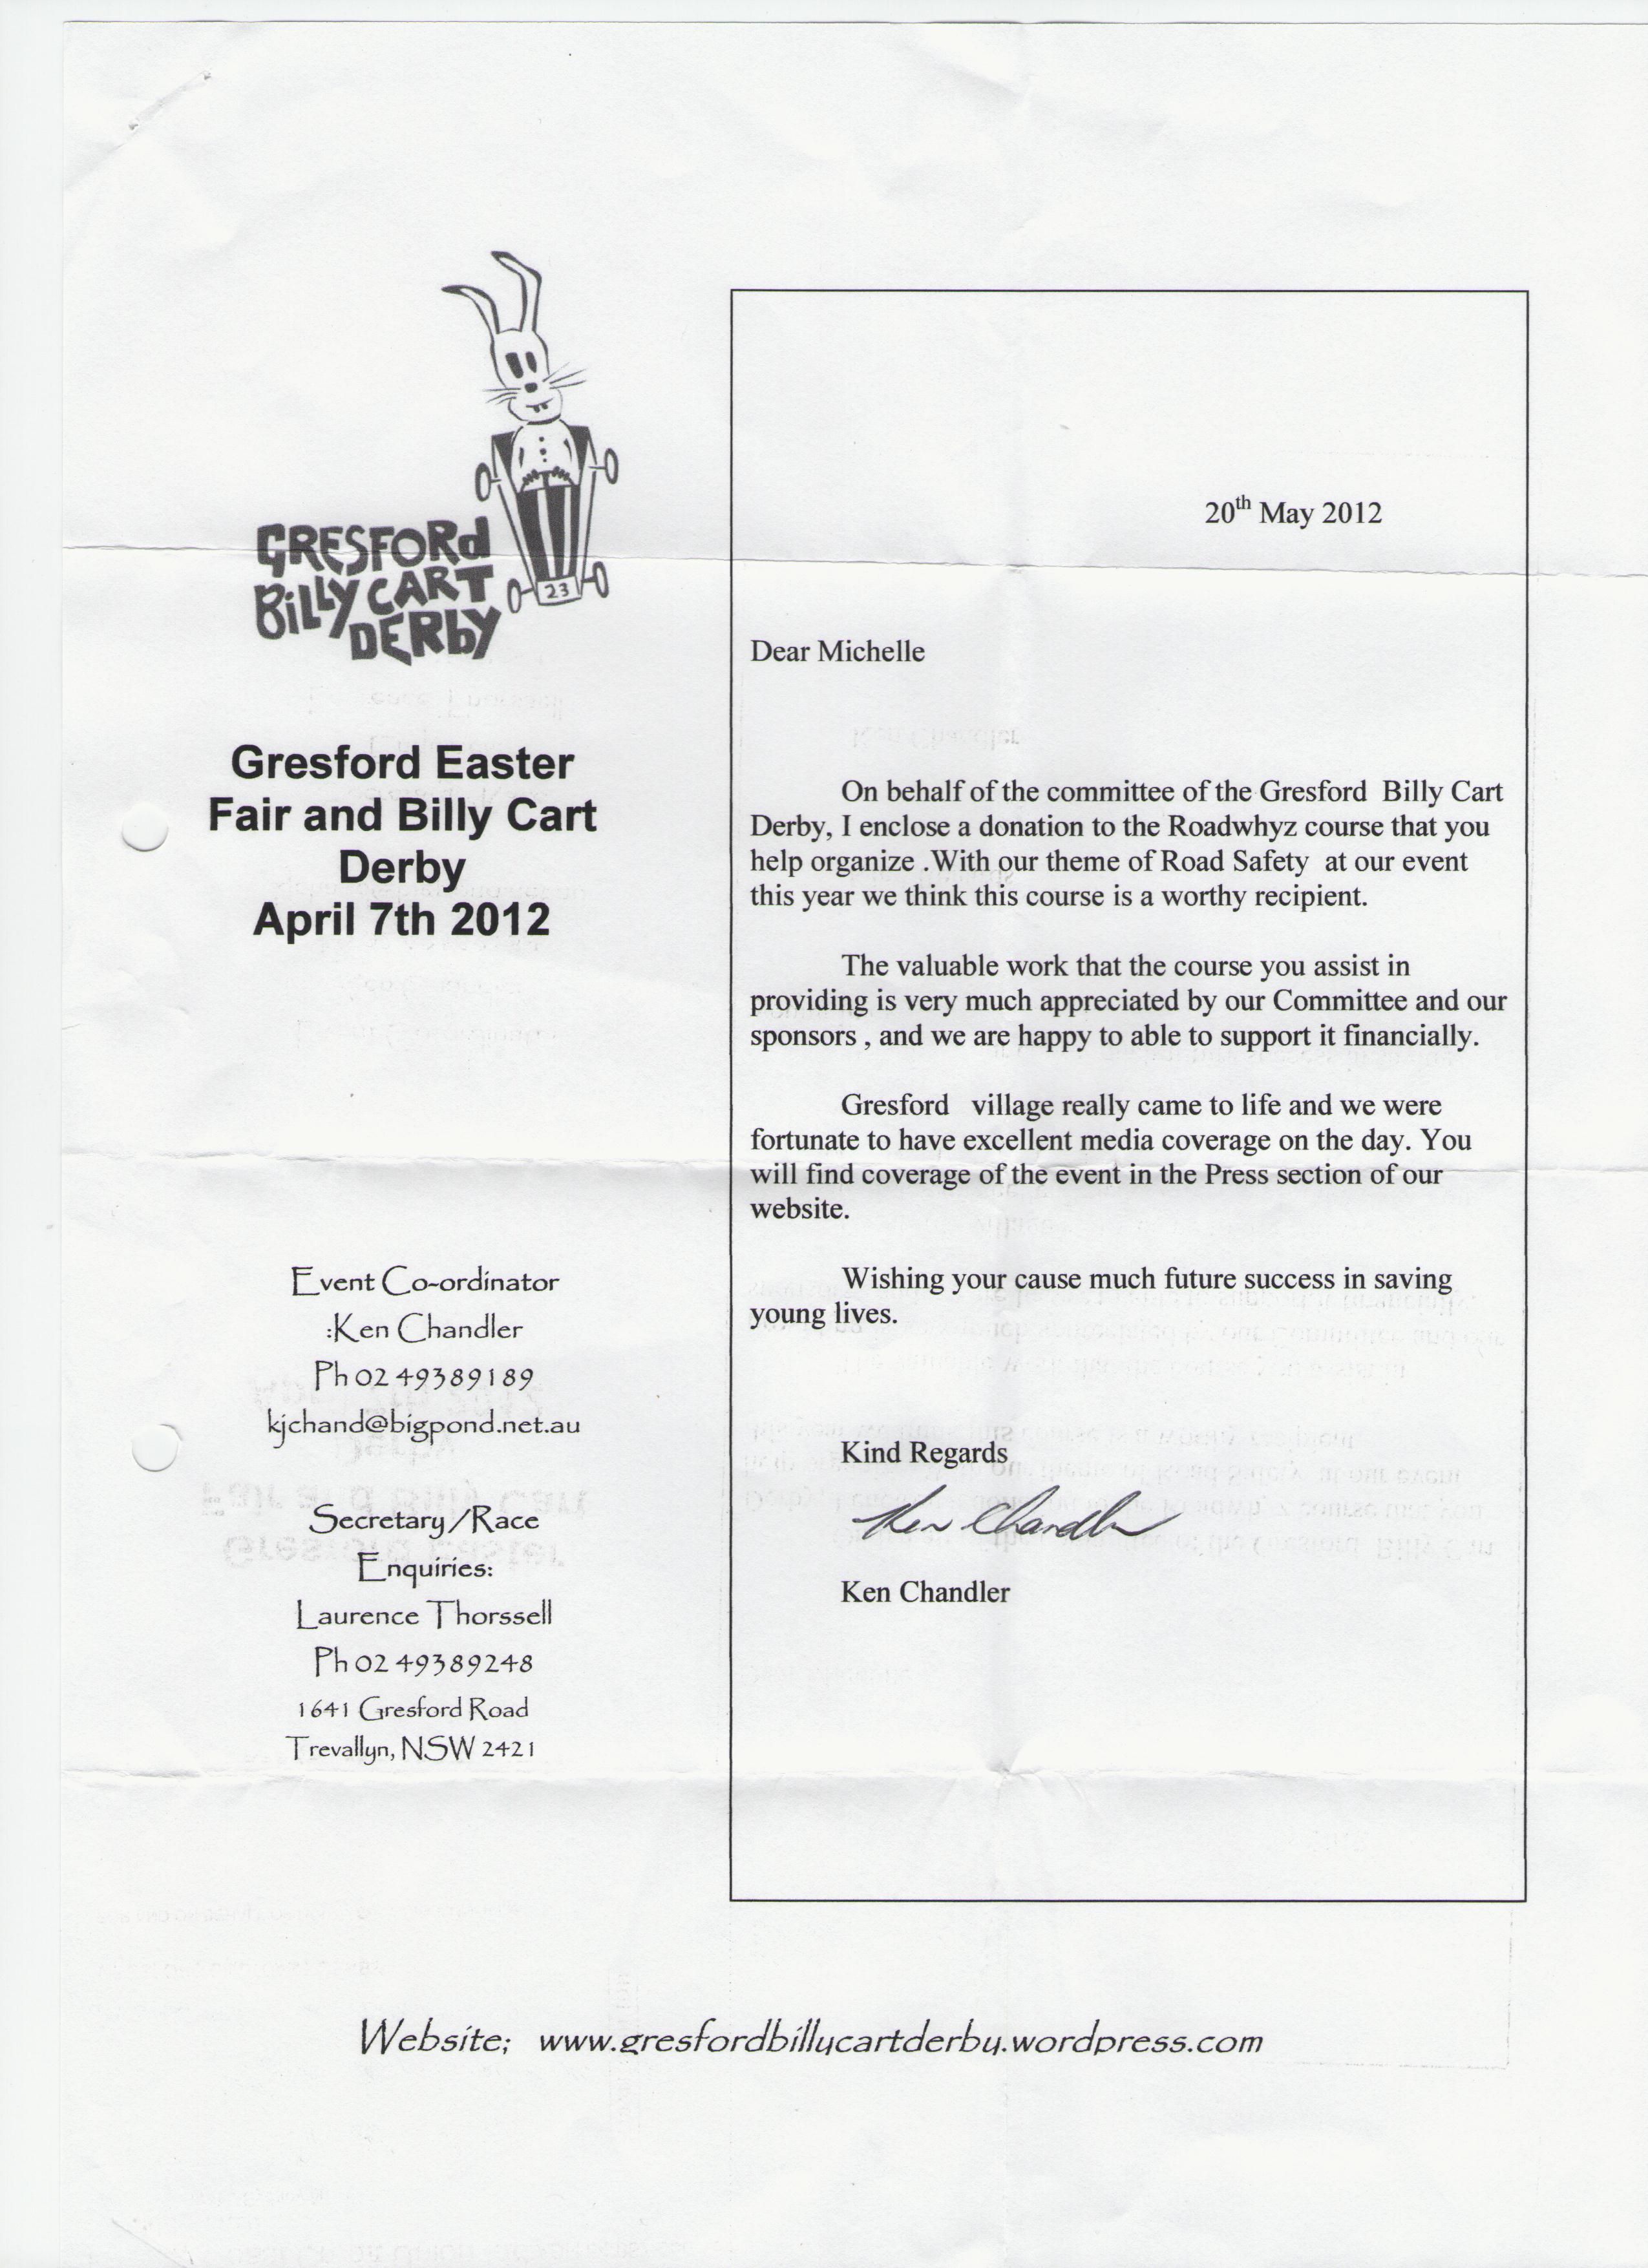 23
GRESFORD
BILLY CART
DERBY
Gresford Easter
Fair and Billy Cart
Derby
April 7th 2012
Event Co-ordinator
:Ken Chandler
Ph 02 49389189
kjchand@bigpond.net.au
Secretary/Race
Enquiries:
Laurence Thorssell
Ph 02 49389248
1641 Gresford Road
Trevallyn, NSW 2421
20th May 2012
Dear Michelle
On behalf of the committee of the Gresford  Billy Cart
Derby, I enclose a donation to the Roadwhyz course that you
help organize .With our theme of Road Safety  at our event
this year we think this course is a worthy recipient.
The valuable work that the course you assist in
providing is very much appreciated by our Committee and our
sponsors , and we are happy to able to support it financially.
Gresford   village really came to life and we were
fortunate to have excellent media coverage on the day. You
will find coverage of the event in the Press section of our
website.
Wishing your cause much future success in saving
young lives.
Kind Regards
Ken Chandler
Ken Chandler
Website;   www.gresfordbillycartderby.wordpress.com